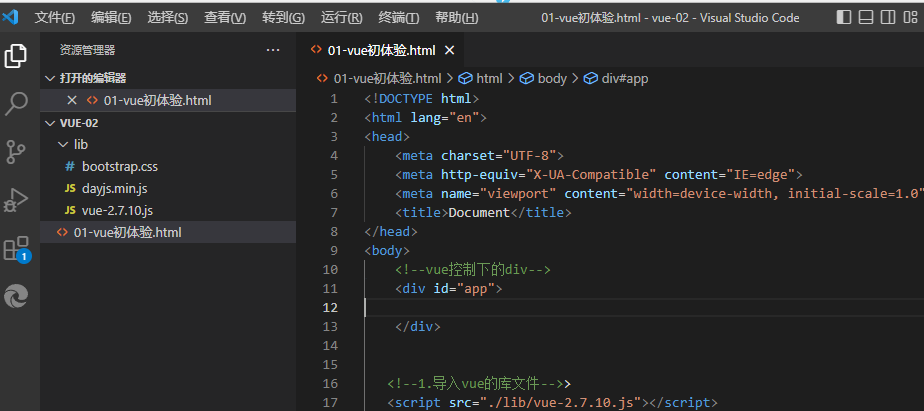 文件(F) 编辑(E) 选择(S) 查看(V) 转到(G) 运行(R) 终端(T) 帮助(H) 01-vue初体验.html - vue-02 - Visual Studio Code
资源管理器 ···
打开的编辑器
01-vue初体验.html
VUE-02
lib
# bootstrap.css
JS dayjs.min.js
JS vue-2.7.10.js
<> 01-vue初体验.html
1
<> 01-vue初体验.html
<> 01-vue初体验.html > html > body > div#app
1 <!DOCTYPE html>
2 <html lang="en">
3 <head>
4 <meta charset="UTF-8">
5 <meta http-equiv="X-UA-Compatible" content="IE=edge">
6 <meta name="viewport" content="width=device-width, initial-scale=1.0"
7 <title>Document</title>
8 </head>
9 <body>
10 <!--vue控制下的div-->
11 <div id="app">
12
13 </div>
14
15
16 <!--1.导入vue的库文件-->>
17 <script src="./lib/vue-2.7.10.js"></script>